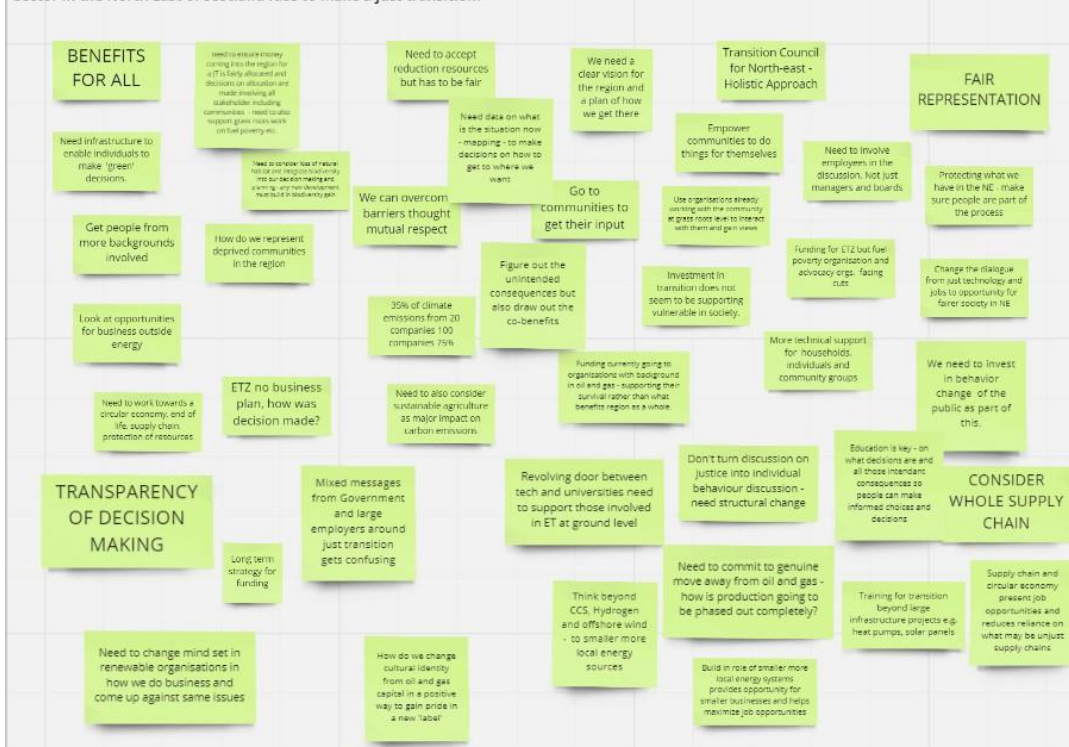 BENEFITS
FOR ALL
Need to ensure money
coming into the region for
a JT is fairly allocated and
decisions on allocation are
made involving all
stakeholder including
communities - need to also
support grass roots work
on fuel poverty etc.
Need to accept
reduction resources
but has to be fair
We need a
clear vision for
the region and
a plan of how
we get there
Transition Council
for North-east -
Holistic Approach
FAIR
REPRESENTATION
Need infrastructure to
enable individuals to
make 'green'
decisions.
Need to consider loss of natural
habitat and integrate biodiversity
into our decision making and
planning - any new development
must build in biodiversity gain
Need data on what
is the situation now
- mapping - to make
decisions on how to
get to where we
want
Empower
communities to do
things for themselves
Need to involve
employees in the
discussion. Not just
managers and boards
Protecting what we
have in the NE - make
sure people are part of
the process
We can overcom
barriers thought
mutual respect
Go to
communities to
get their input
Use organisations already
working with the community
at grass roots level to interact
with them and gain views
Get people from
more backgrounds
involved
How do we represent
deprived communities
in the region
Figure out the
unintended
consequences but
also draw out the
co-benefits
Investment in
transition does not
seem to be supporting
vulnerable in society.
Funding for ETZ but fuel
poverty organisation and
advocacy orgs. facing
cuts
Change the dialogue
from just technology and
jobs to opportunity for
fairer society in NE
Look at opportunities
for business outside
energy
35% of climate
emissions from 20
companies 100
companies 75%
Funding currently going to
organisations with background
in oil and gas - supporting their
survival rather than what
benefits region as a whole.
More technical support
for households,
individuals and
community groups
We need to invest
in behavior
change of the
public as part of
this.
Need to work towards a
circular economy, end of
life, supply chain,
protection of resources
ETZ no business
plan, how was
decision made?
Need to also consider
sustainable agriculture
as major impact on
carbon emissions
TRANSPARENCY
OF DECISION
MAKING
Mixed messages
from Government
and large
employers around
just transition
gets confusing
Revolving door between
tech and universities need
to support those involved
in ET at ground level
Don't turn discussion on
justice into individual
behaviour discussion -
need structural change
Education is key - on
what decisions are and
all those intendant
consequences so
people can make
informed choices and
decisions
CONSIDER
WHOLE SUPPLY
CHAIN
Long term
strategy for
funding
Need to commit to genuine
move away from oil and gas -
how is production going to
be phased out completely?
Think beyond
CCS, Hydrogen
and offshore wind
- to smaller more
local energy
sources
Training for transition
beyond large
infrastructure projects e.g.
heat pumps, solar panels
Supply chain and
circular economy
present job
opportunities and
reduces reliance on
what may be unjust
supply chains
Need to change mind set in
renewable organisations in
how we do business and
come up against same issues
How do we change
cultural identity
from oil and gas
capital in a positive
way to gain pride in
a new 'label'
Build in role of smaller more
local energy systems
provides opportunity for
smaller businesses and helps
maximize job opportunities